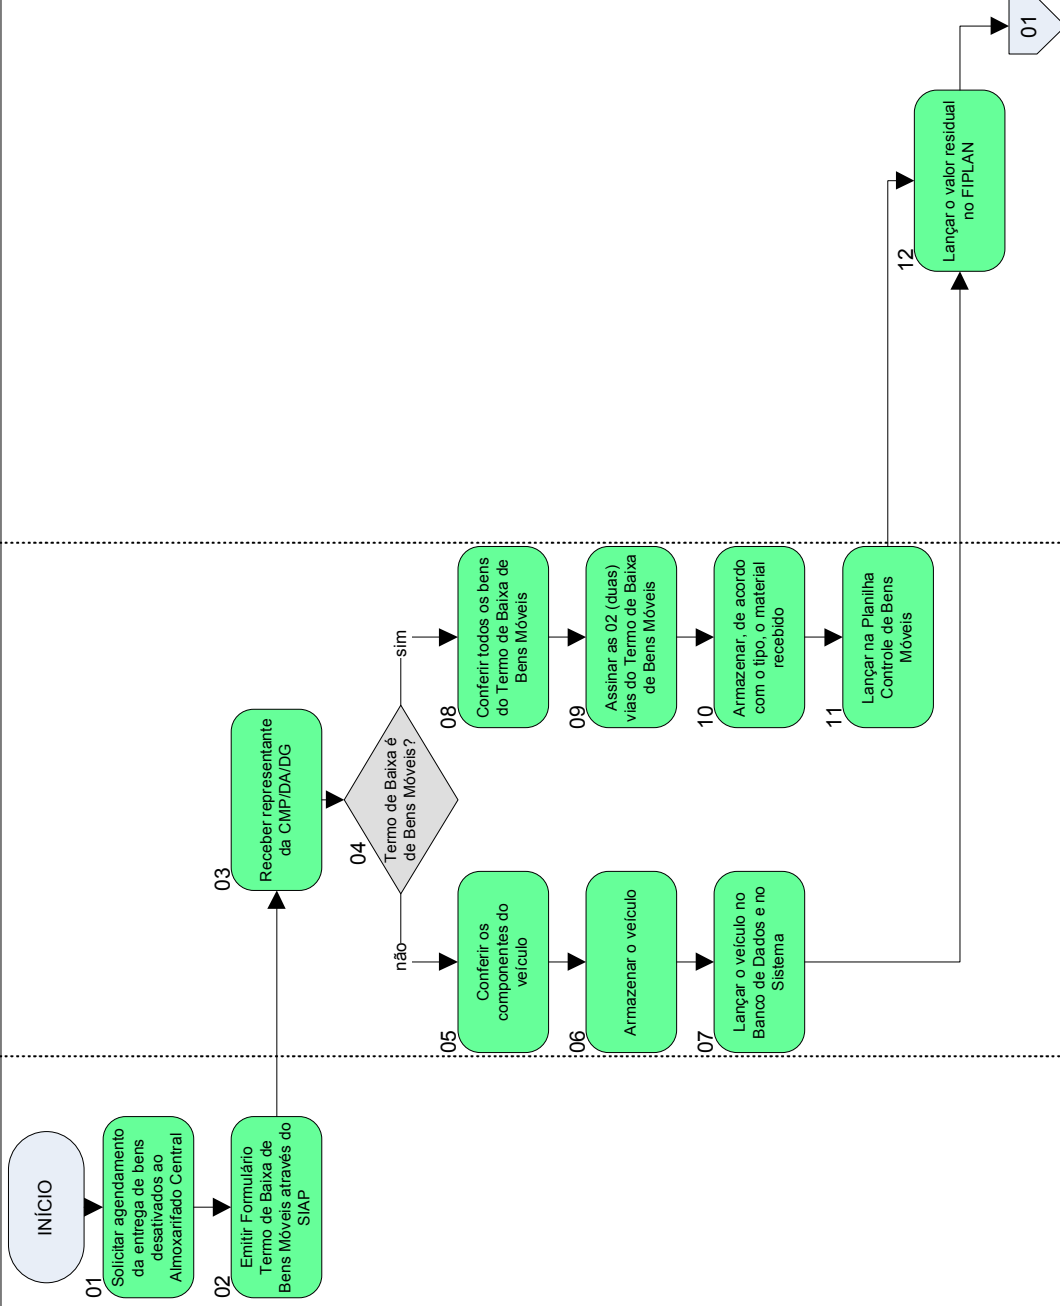 INÍCIO
01
Solicitar agendamento
da entrega de bens
desativados ao
Almoxarifado Central
02
Emitir Formulário
Termo de Baixa de
Bens Móveis através do
SIAP
03
Receber representante
da CMP/DA/DG
04
Termo de Baixa é
de Bens Móveis?
não
sim
05
Conferir os
componentes do
veículo
06
Armazenar o veículo
07
Lançar o veículo no
Banco de Dados e no
Sistema
08
Conferir todos os bens
do Termo de Baixa de
Bens Móveis
09
Assinar as 02 (duas)
vias do Termo de Baixa
de Bens Móveis
10
Armazenar, de acordo
com o tipo, o material
recebido
11
Lançar na Planilha
Controle de Bens
Móveis
12
Lançar o valor residual
no FIPLAN
01